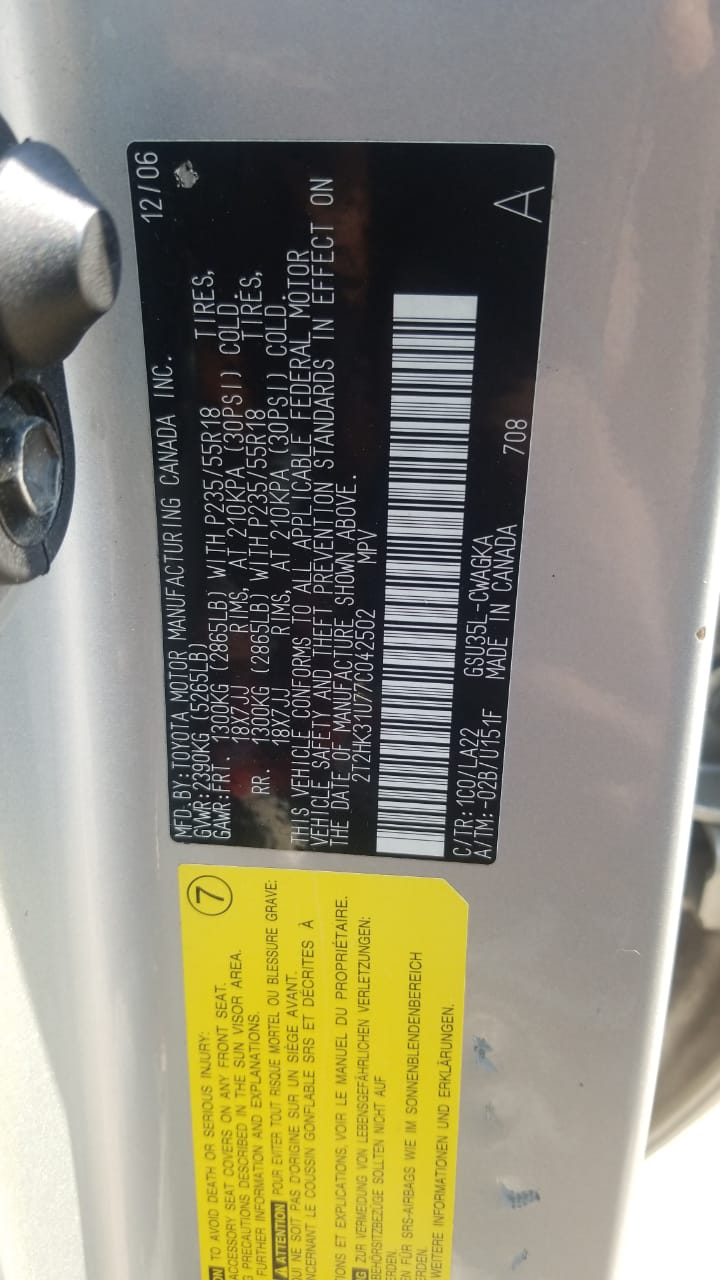 MFD.BY:TOYOTA MOTOR MANUFACTURING CANADA INC. 12/06
GVWR:2390KG (5265LB)
GAWR:FRT. 1300KG (2865LB) WITH P235/55R18 TIRES,
18X7JJ RIMS, AT 210KPA (30PSI) COLD.
RR. 1300KG (2865LB) WITH P235/55R18 TIRES,
18X7JJ RIMS, AT 210KPA (30PSI) COLD.
THIS VEHICLE CONFORMS TO ALL APPLICABLE FEDERAL MOTOR
VEHICLE SAFETY AND THEFT PREVENTION STANDARDS IN EFFECT ON
THE DATE OF MANUFACTURE SHOWN ABOVE.
2T2HK31U77C042502 MPV
C/TR:1C0/LA22 GSU35L-CWAGKA 708 A
A/TM:-02B/U151F MADE IN CANADA
7
TO AVOID DEATH OR SERIOUS INJURY:
ACCESSORY SEAT COVERS ON ANY FRONT SEAT.
PRECAUTIONS DESCRIBED IN THE SUN VISOR AREA.
FURTHER INFORMATION AND EXPLANATIONS.
ATTENTION POUR EVITER TOUT RISQUE MORTEL OU BLESSURE GRAVE:
QUI NE SOIT PAS D'ORIGINE SUR UN SIÈGE AVANT.
CONCERNANT LE COUSSIN GONFLABLE SRS ET DÉCRITES À
ET EXPLICATIONS, VOIR LE MANUEL DU PROPRIÉTAIRE.
ZUR VERMEIDUNG VON LEBENSGEFÄHRLICHEN VERLETZUNGEN:
SOLLTEN NICHT AUF
FÜR SRS-AIRBAGS WIE IM SONNENBLENDENBEREICH
WEITERE INFORMATIONEN UND ERKLÄRUNGEN.